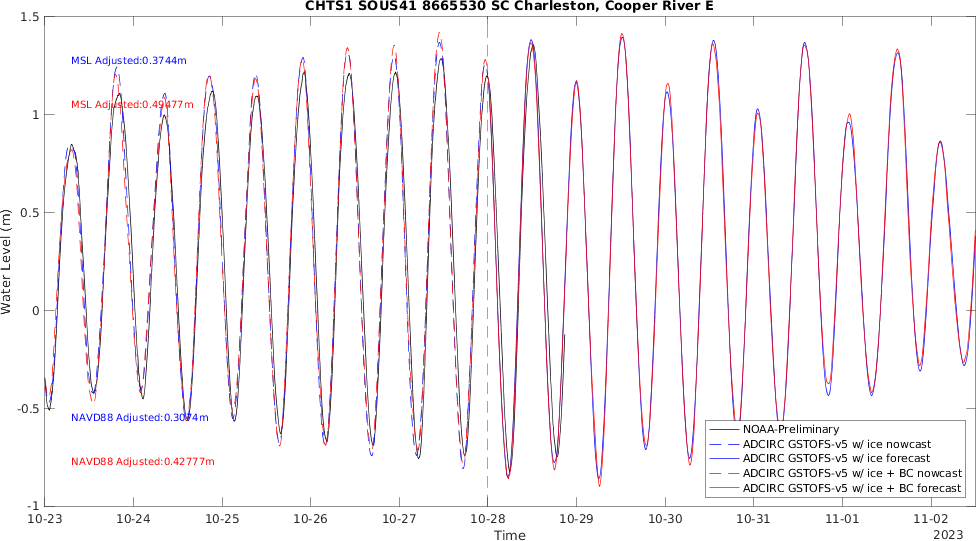 CHTS1 SOUS41 8665530 SC Charleston, Cooper River E
1.5
MSL Adjusted:0.3744m
MSL Adjusted:0.49477m
1
0.5
Water Level (m)
0
-0.5
NAVD88 Adjusted:0.3074m
NAVD88 Adjusted:0.42777m
-1
NOAA-Preliminary
ADCIRC GSTOFS-v5 w/ ice nowcast
ADCIRC GSTOFS-v5 w/ ice forecast
ADCIRC GSTOFS-v5 w/ ice + BC nowcast
ADCIRC GSTOFS-v5 w/ ice + BC forecast
10-23 10-24 10-25 10-26 10-27 10-28 10-29 10-30 10-31 11-01 11-02
Time
2023